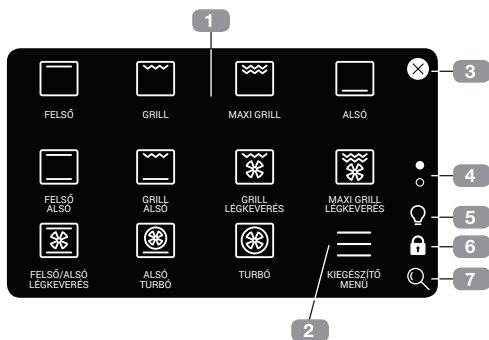 1
3
FELSŐ GRILL MAXI GRILL ALSÓ
4
FELSŐ
ALSÓ
GRILL
ALSÓ
GRILL
LÉGKEVERÉS
MAXI GRILL
LÉGKEVERÉS
5
6
FELSŐ/ALSÓ
LÉGKEVERÉS
ALSÓ
TURBÓ
TURBÓ
KIEGÉSZÍTŐ
MENÜ
7
2